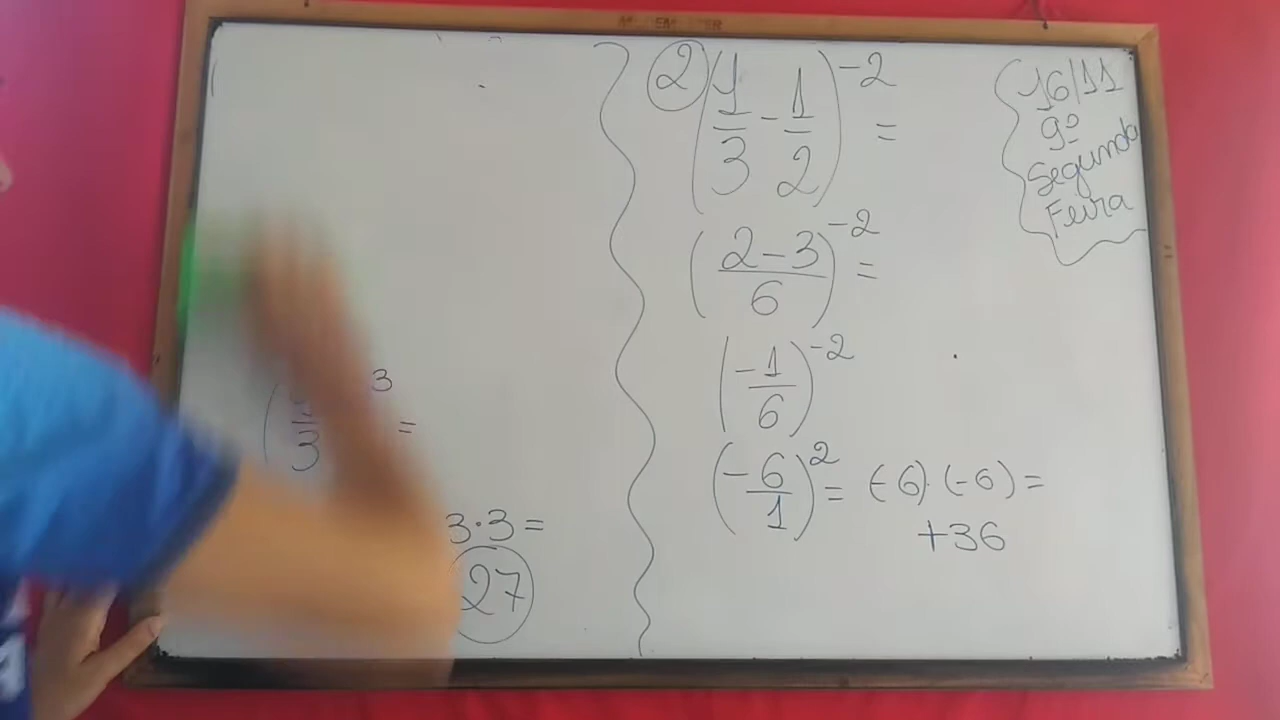 3
=
3·3=
27
② (1/3 - 1/2)^-2 =
((2-3)/6)^-2 =
(-1/6)^-2
(-6/1)^2 = (-6)·(-6) =
+36
16/11
9º
Segunda
Feira